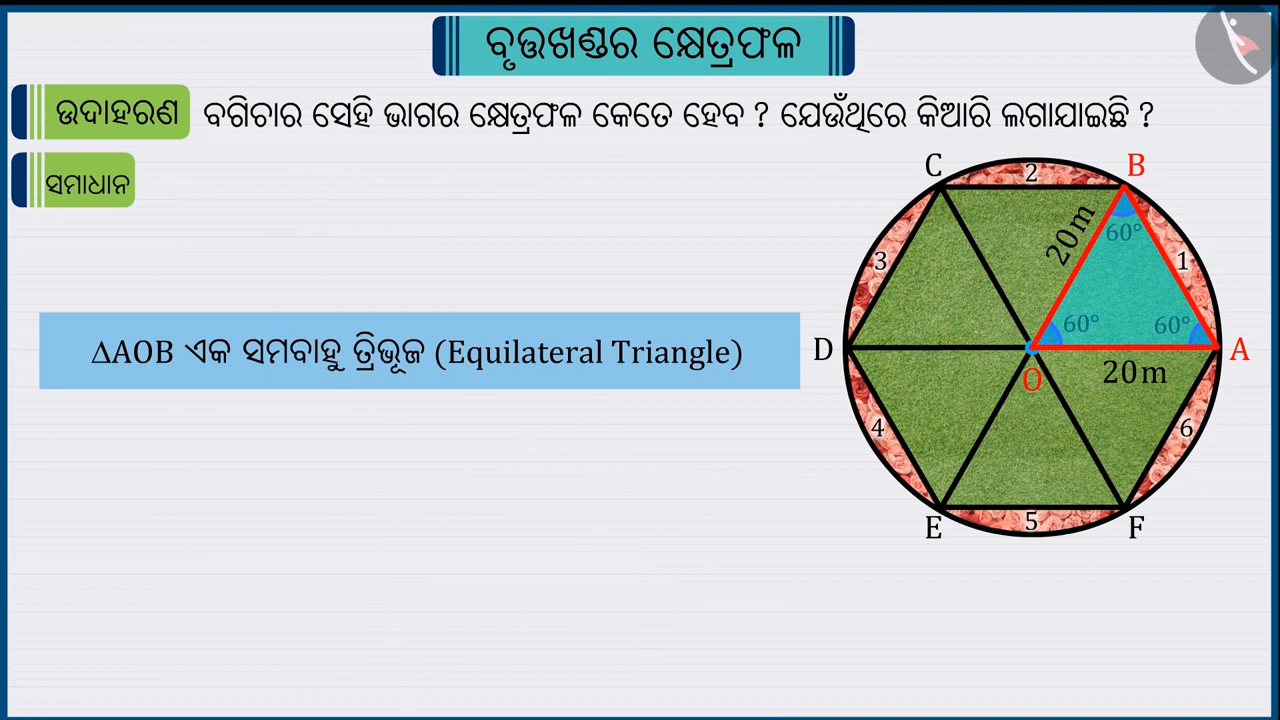 ବୃତ୍ତଖଣ୍ଡର କ୍ଷେତ୍ରଫଳ
ଉଦାହରଣ ବଗିଚାର ସେହି ଭାଗର କ୍ଷେତ୍ରଫଳ କେତେ ହେବ ? ଯେଉଁଥିରେ କିଆରି ଲଗାଯାଇଛି ?
ସମାଧାନ
C 2 B
20m 60°
3 1
60° 60°
ΔAOB ଏକ ସମବାହୁ ତ୍ରିଭୂଜ (Equilateral Triangle)
D A
O 20m
4 6
E 5 F